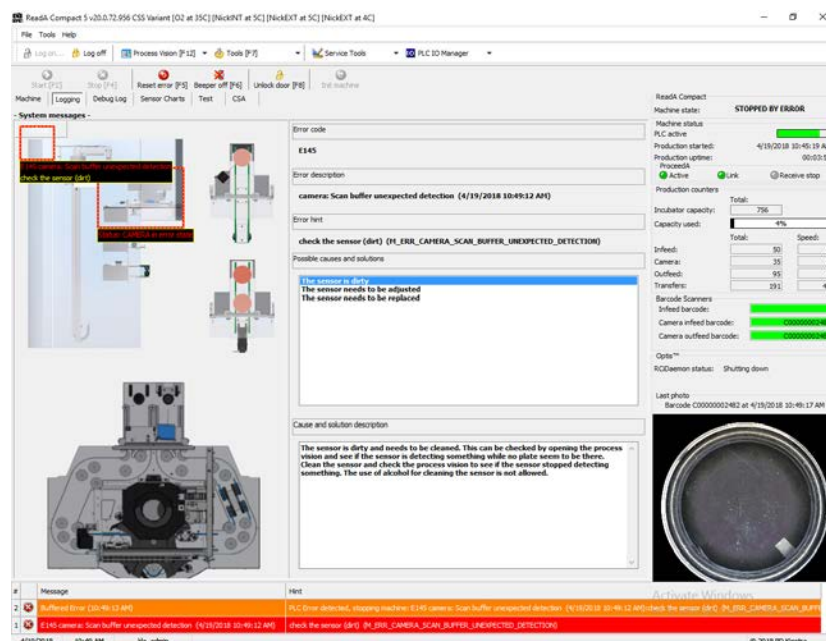 ReadA Compact 5 v20.0.72.956 CSS Variant [O2 at 35C] [NickINT at 5C] [NickEXT at 5C] [NickEXT at 4C]
File Tools Help
Log on... Log off Process Vision [F12] Tools [F7] Service Tools PLC IO Manager
Start [F2] Stop [F4] Reset error [F5] Beeper off [F6] Unlock door [F8] Init machine
Machine Logging Debug Log Sensor Charts Test CSA
- System messages -
E145 camera: Scan buffer unexpected detection
check the sensor (dirt)
Status: CAMERA in error state
Error code
E145
Error description
camera: Scan buffer unexpected detection (4/19/2018 10:49:12 AM)
Error hint
check the sensor (dirt) (M_ERR_CAMERA_SCAN_BUFFER_UNEXPECTED_DETECTION)
Possible causes and solutions
The sensor is dirty
The sensor needs to be adjusted
The sensor needs to be replaced
Cause and solution description
The sensor is dirty and needs to be cleaned. This can be checked by opening the process
vision and see if the sensor is detecting something while no plate seem to be there.
Clean the sensor and check the process vision to see if the sensor stopped detecting
something. The use of alcohol for cleaning the sensor is not allowed.
ReadA Compact
Machine state: STOPPED BY ERROR
Machine status
PLC active
Production started: 4/19/2018 10:45:19 AM
Production uptime: 00:03:5
ProceedA
Active Link Receive stop
Production counters
Total:
Incubator capacity: 756
Capacity used: 4%
Total: Speed:
Infeed: 50
Camera: 35
Outfeed: 95
Transfers: 191 4
Barcode Scanners
Infeed barcode:
Camera infeed barcode: C0000000248
Camera outfeed barcode: C0000000248
Optis™
RCIDaemon status: Shutting down
Last photo
Barcode C00000002482 at 4/19/2018 10:49:17 AM
Activate Windows
# Message Hint
2 Buffered Error (10:49:13 AM) PLC Error detected, stopping machine: E145 camera: Scan buffer unexpected detection (4/19/2018 10:49:12 AM)check the sensor (dirt) (M_ERR_CAMERA_SCAN_BUFF
1 E145 camera: Scan buffer unexpected detection (4/19/2018 10:49:12 AM) check the sensor (dirt) (M_ERR_CAMERA_SCAN_BUFFER_UNEXPECTED_DETECTION)
4/19/2018 10:49 AM